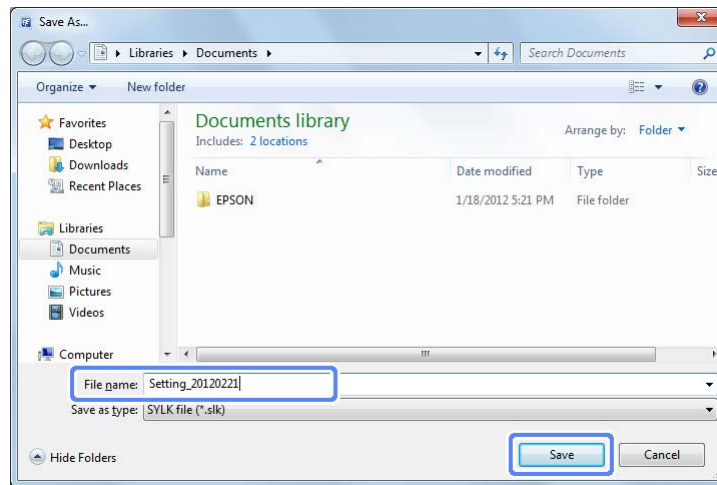 Save As...
Libraries Documents
Search Documents
Organize New folder
Favorites
Desktop
Downloads
Recent Places
Libraries
Documents
Music
Pictures
Videos
Computer
Documents library
Includes: 2 locations
Arrange by: Folder
Name Date modified Type Size
EPSON 1/18/2012 5:21 PM File folder
File name: Setting_20120221
Save as type: SYLK file (*.slk)
Hide Folders Save Cancel